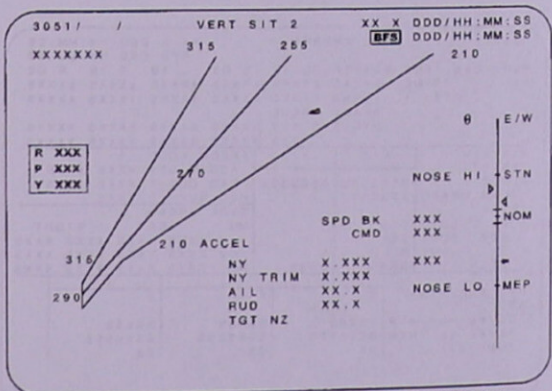 3051/ / VERT SIT 2 XX X DDD/HH:MM:SS
BFS DDD/HH:MM:SS
XXXXXXX 315 255 210
θ E/W
R XXX
P XXX
Y XXX
NOSE HI STN
270
SPD BK XXX NOM
CMD XXX
210 ACCEL
315
NY X.XXX XXX
NY TRIM X.XXX
AIL XX.X NOSE LO MEP
290
RUD XX.X
TGT NZ